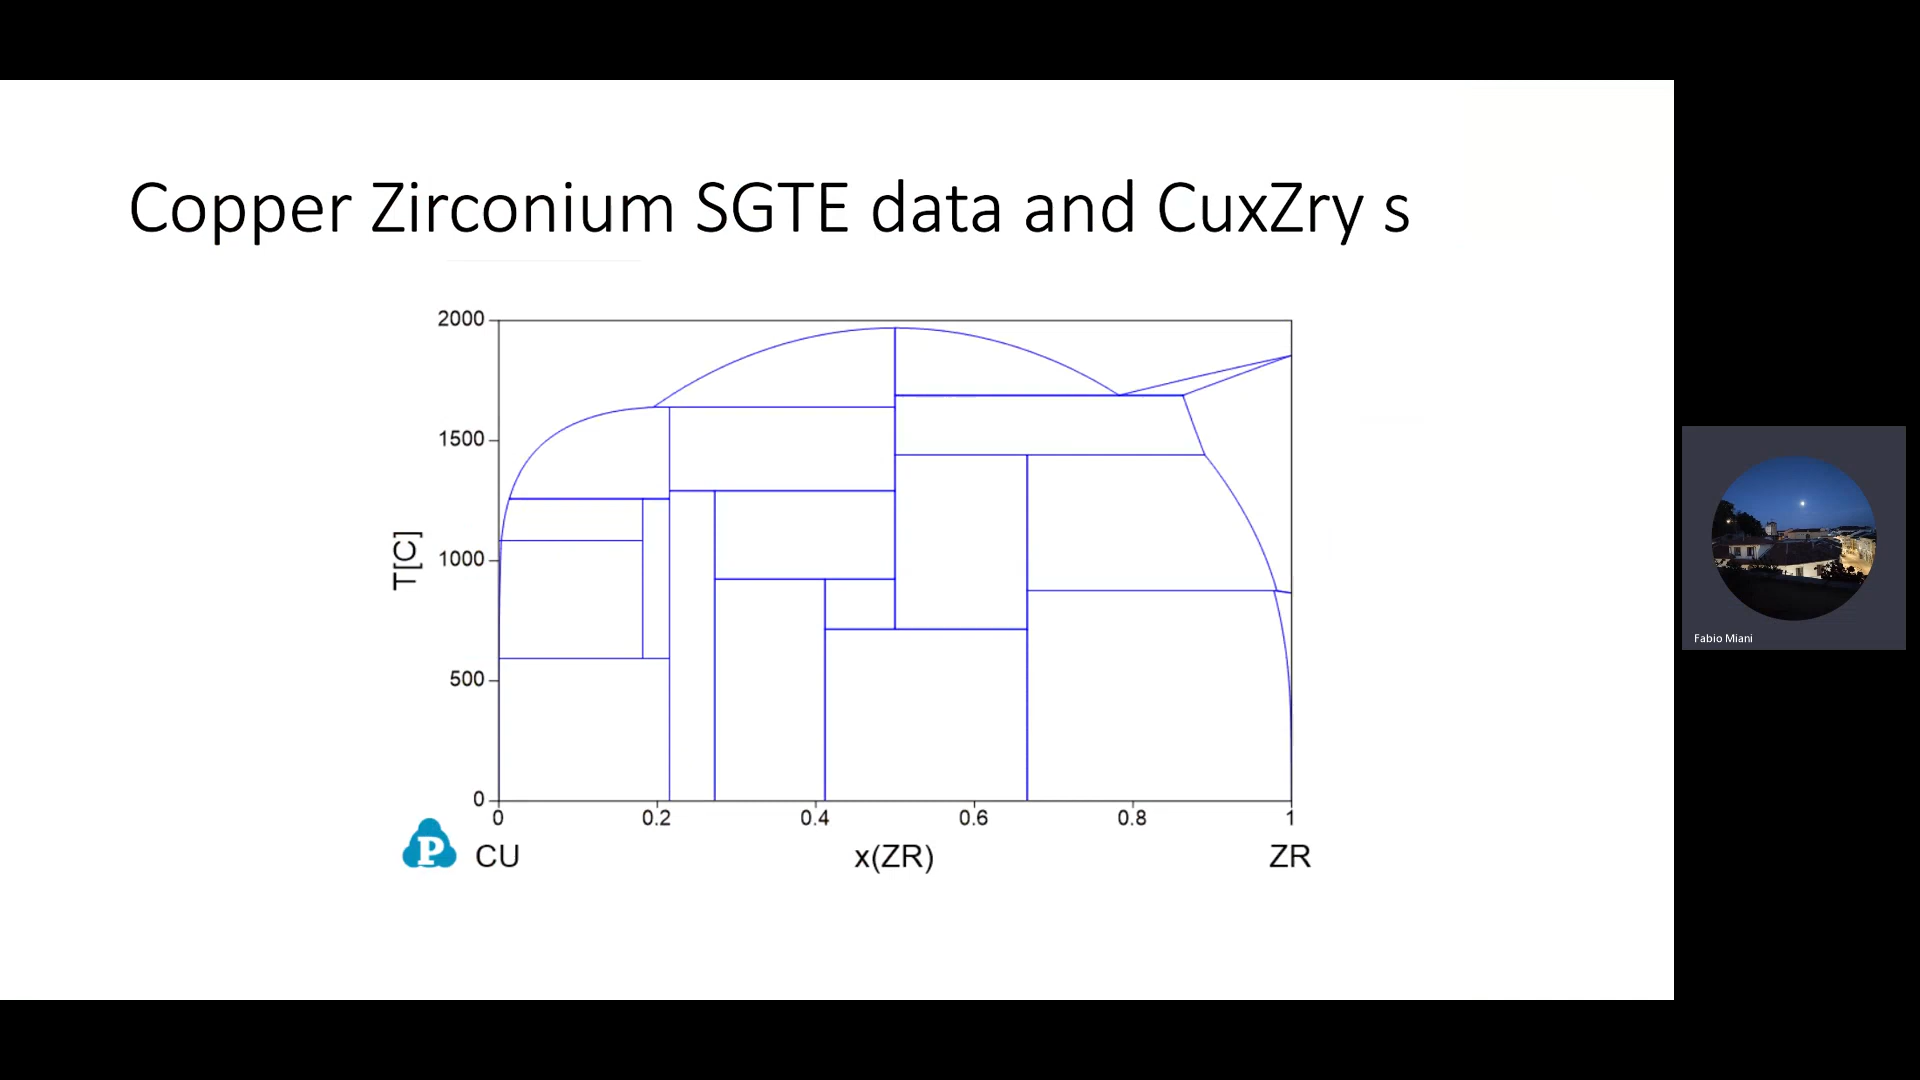 Copper Zirconium SGTE data and CuxZry s
2000
1500
1000
500
0
T[C]
0 0.2 0.4 0.6 0.8 1
P CU x(ZR) ZR
Fabio Miani